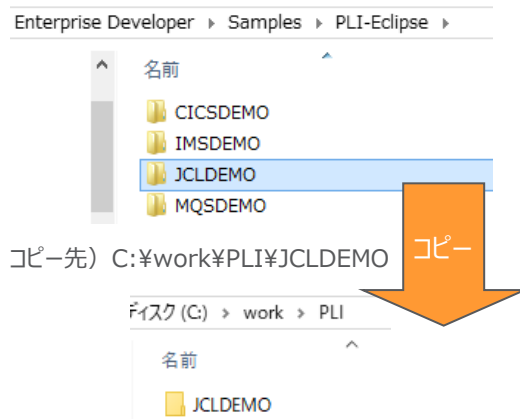 Enterprise Developer ▸ Samples ▸ PLI-Eclipse ▸
名前
CICSDEMO
IMSDEMO
JCLDEMO
MQSDEMO
コピー
コピー先）C:¥work¥PLI¥JCLDEMO
ディスク (C:) › work › PLI
名前
JCLDEMO